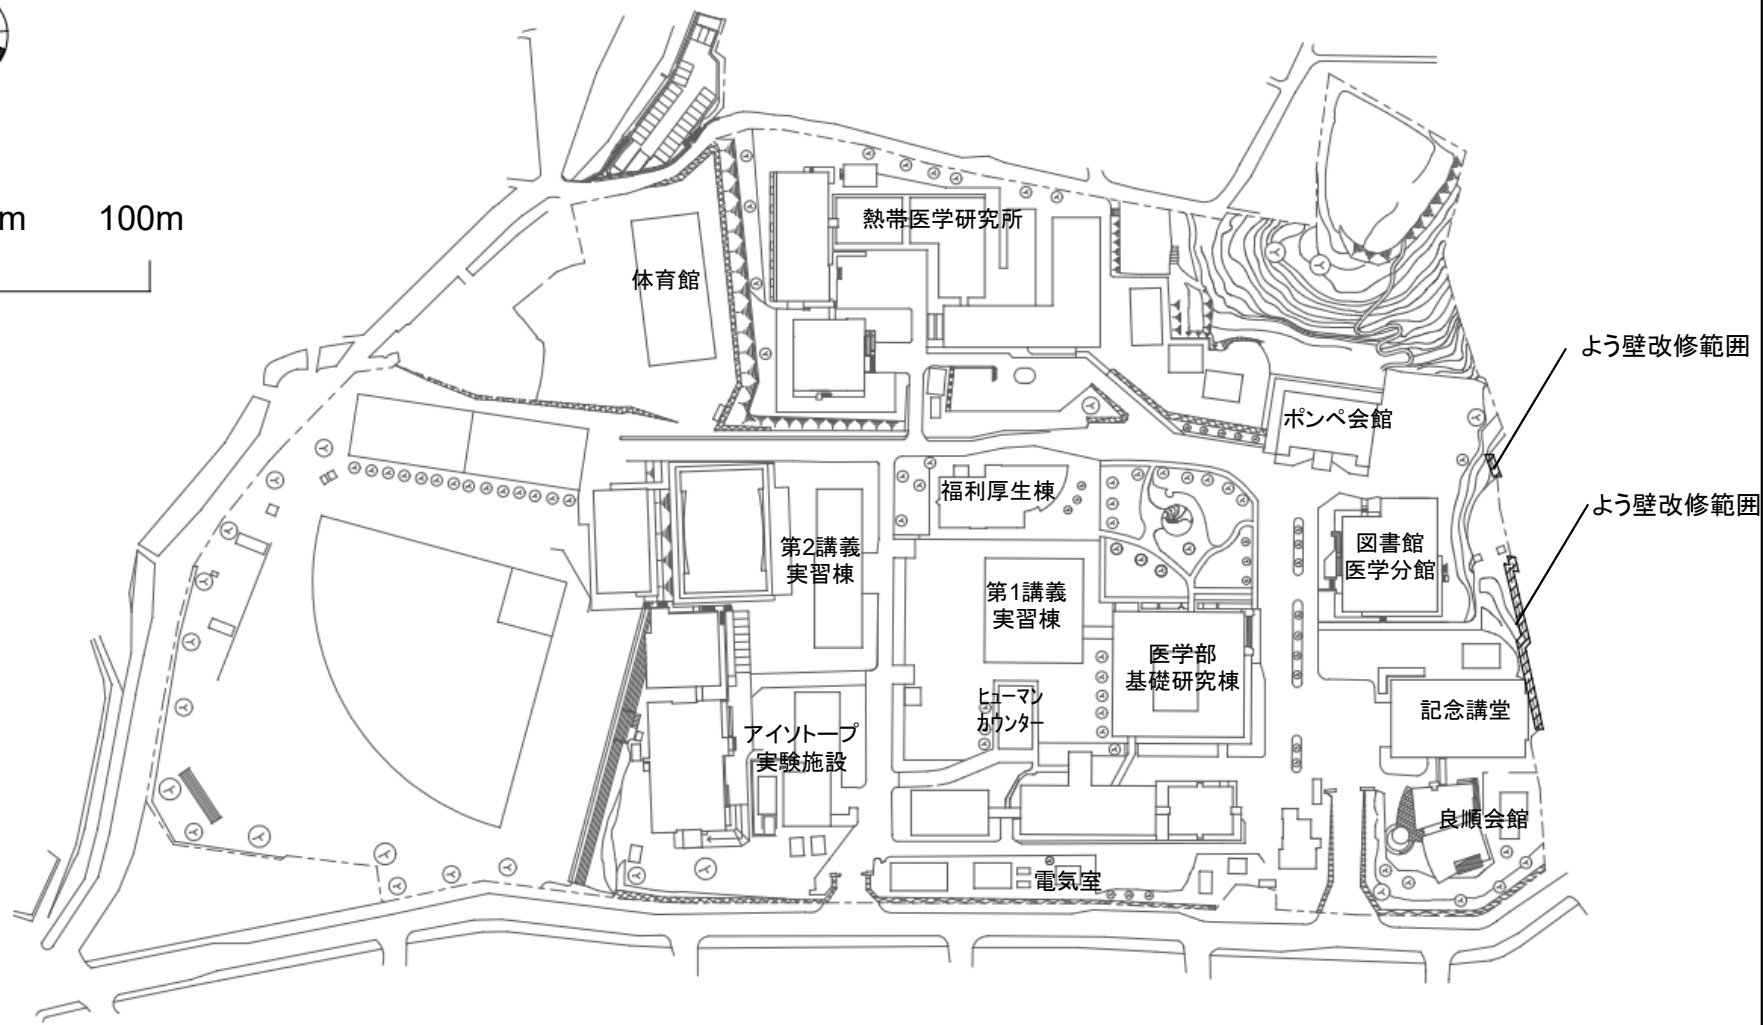 m 100m
熱帯医学研究所
体育館
よう壁改修範囲
ポンペ会館
福利厚生棟
よう壁改修範囲
第2講義
実習棟
図書館
医学分館
第1講義
実習棟
医学部
基礎研究棟
ヒューマン
カウンター
記念講堂
アイソトープ
実験施設
良順会館
電気室